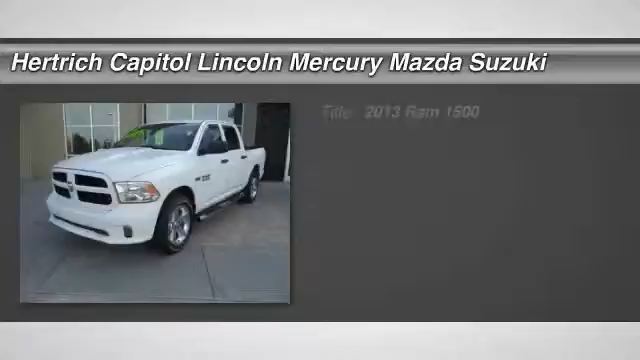 Hertrich Capitol Lincoln Mercury Mazda Suzuki
Title: 2013 Ram 1500